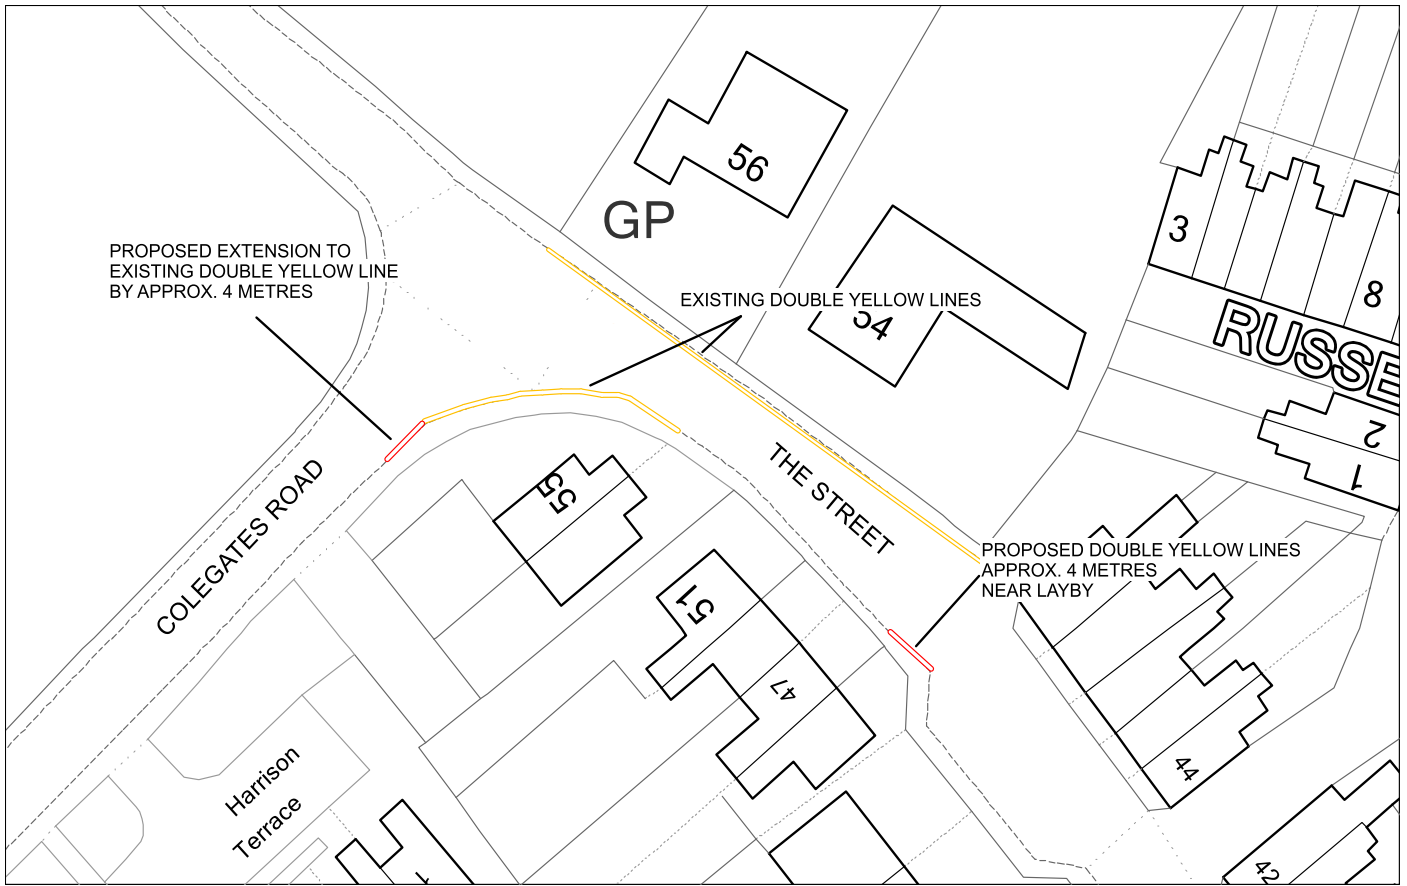 56
GP
3
8
PROPOSED EXTENSION TO
EXISTING DOUBLE YELLOW LINE
BY APPROX. 4 METRES
EXISTING DOUBLE YELLOW LINES
54
RUSSE
2
1
THE STREET
COLEGATES ROAD
55
51
47
PROPOSED DOUBLE YELLOW LINES
APPROX. 4 METRES
NEAR LAYBY
44
Harrison
Terrace
1
42